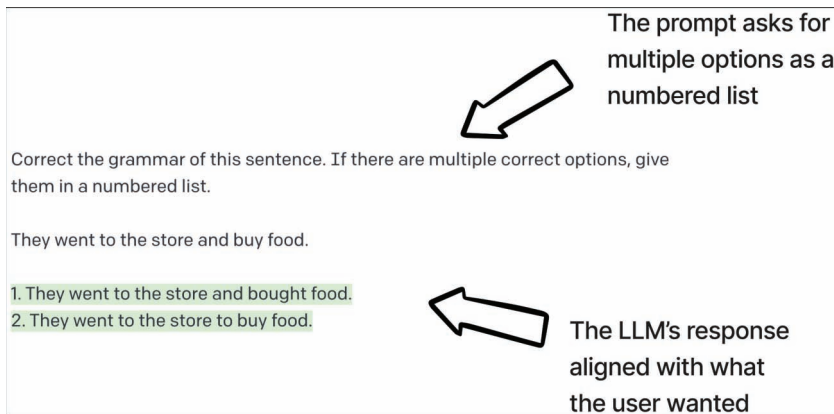 The prompt asks for
multiple options as a
numbered list
Correct the grammar of this sentence. If there are multiple correct options, give
them in a numbered list.
They went to the store and buy food.
1. They went to the store and bought food.
2. They went to the store to buy food.
The LLM’s response
aligned with what
the user wanted